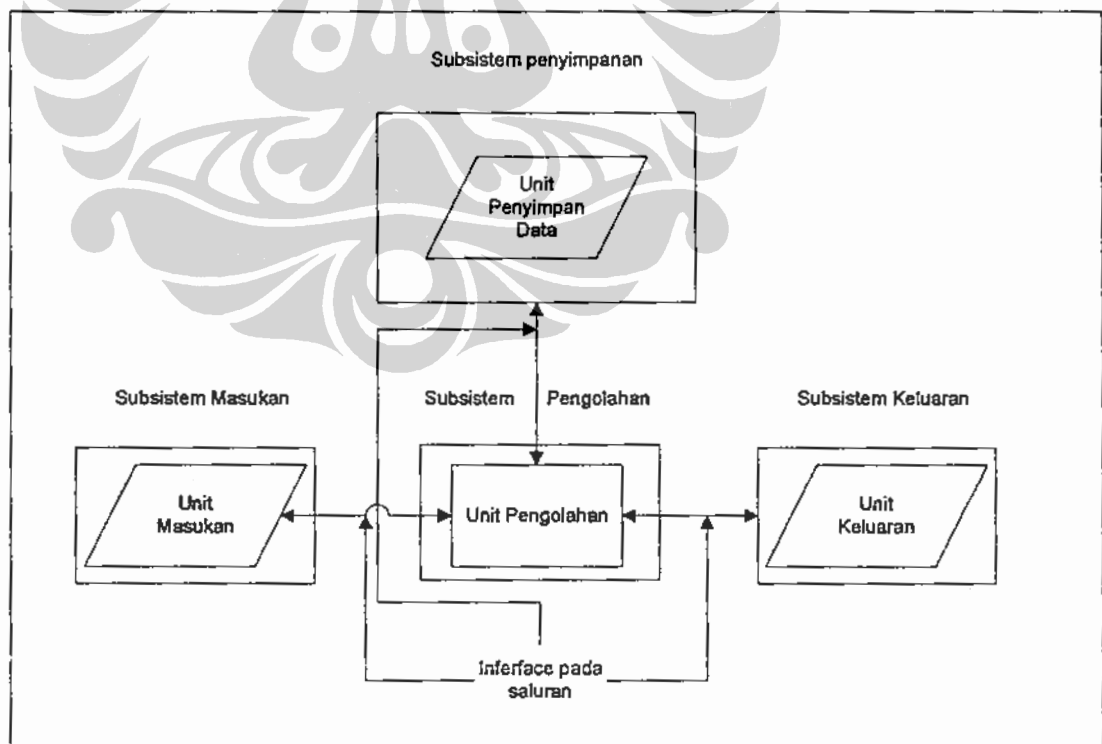 Subsistem penyimpanan
Unit
Penyimpan
Data
Subsistem Masukan
Subsistem Pengolahan
Subsistem Keluaran
Unit
Masukan
Unit Pengolahan
Unit
Keluaran
Inferface pada
saluran